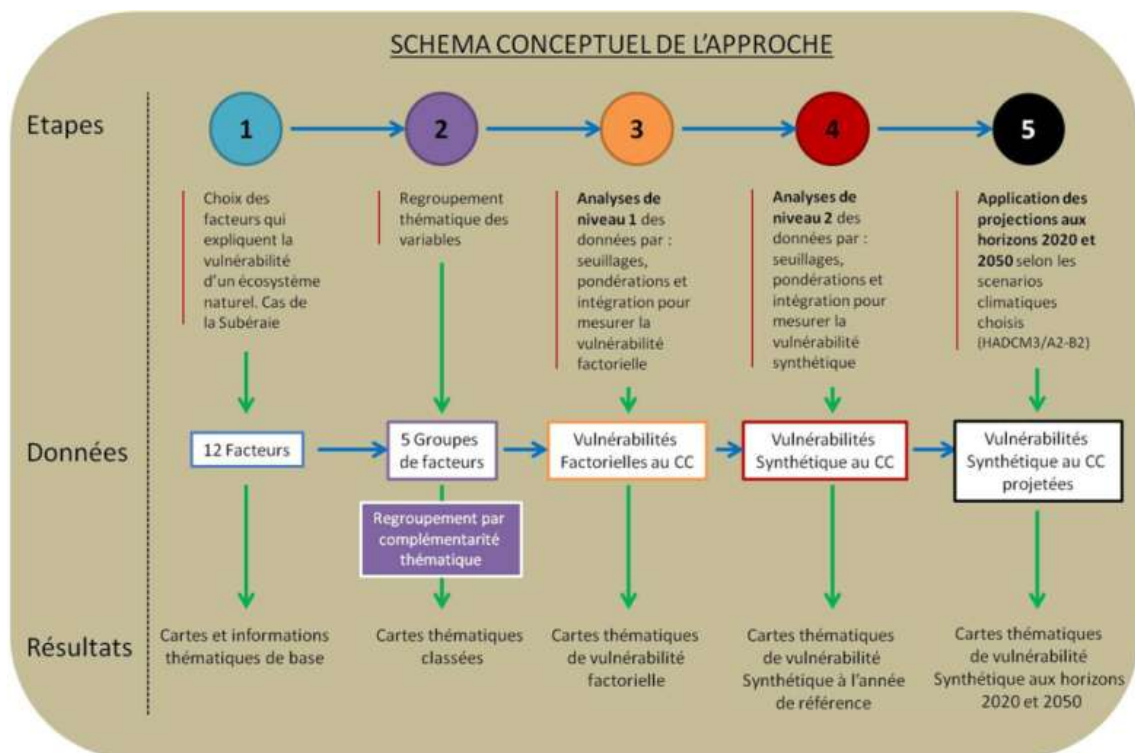 SCHEMA CONCEPTUEL DE L'APPROCHE
Etapes
1
2
3
4
5
Choix des
facteurs qui
expliquent la
vulnérabilité
d'un écosystème
naturel. Cas de
la Subéraie
Regroupement
thématique des
variables
Analyses de
niveau 1 des
données par :
seuillages,
pondérations et
intégration pour
mesurer la
vulnérabilité
factorielle
Analyses de
niveau 2 des
données par :
seuillages,
pondérations et
intégration pour
mesurer la
vulnérabilité
synthétique
Application des
projections aux
horizons 2020 et
2050 selon les
scenarios
climatiques
choisis
(HADCM3/A2-B2)
Données
12 Facteurs
5 Groupes
de facteurs
Vulnérabilités
Factorielles au CC
Vulnérabilités
Synthétique au CC
Vulnérabilités
Synthétique au CC
projetées
Regroupement par
complémentarité
thématique
Résultats
Cartes et informations
thématiques de base
Cartes thématiques
classées
Cartes thématiques
de vulnérabilité
factorielle
Cartes thématiques
de vulnérabilité
Synthétique à l'année
de référence
Cartes thématiques
de vulnérabilité
Synthétique aux horizons
2020 et 2050